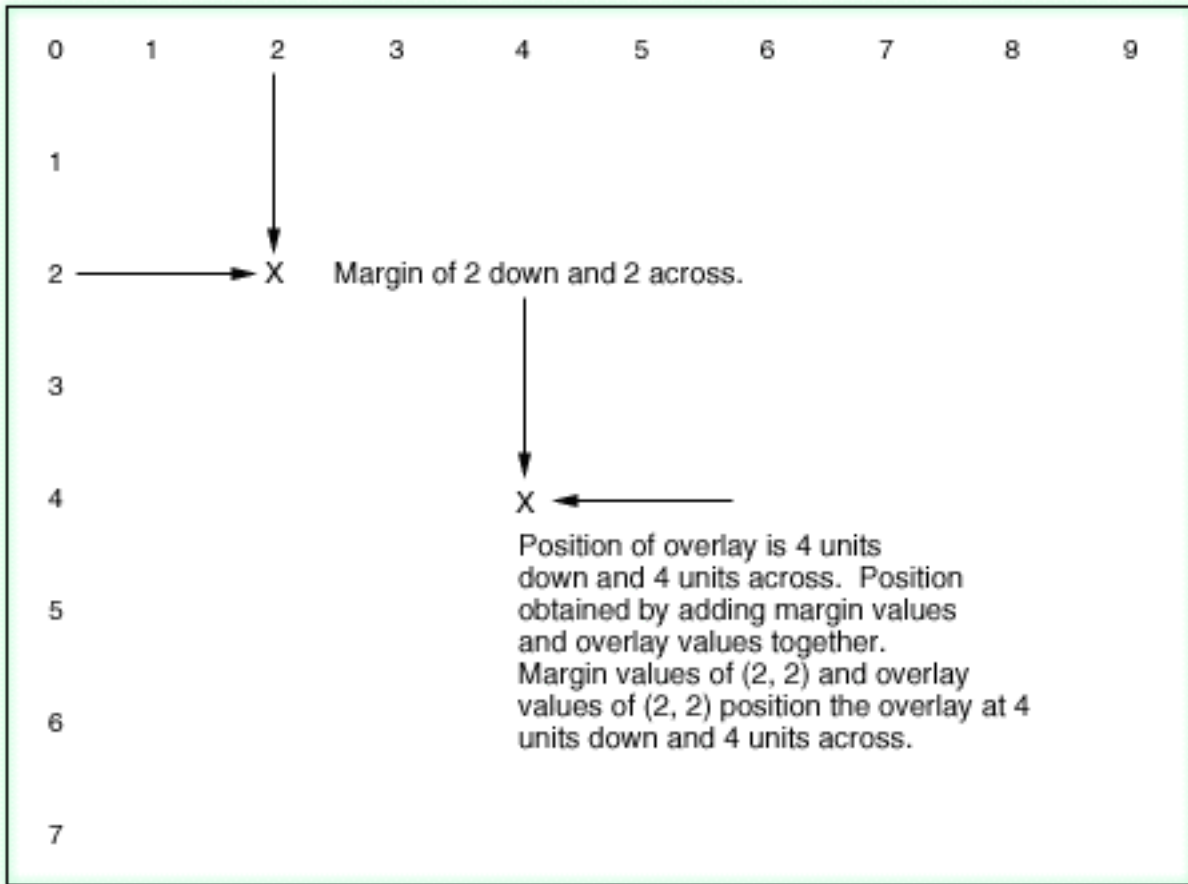 0 1 2 3 4 5 6 7 8 9
1
2 X Margin of 2 down and 2 across.
3
4 X
Position of overlay is 4 units
down and 4 units across. Position
5 obtained by adding margin values
and overlay values together.
Margin values of (2, 2) and overlay
6 values of (2, 2) position the overlay at 4
units down and 4 units across.
7